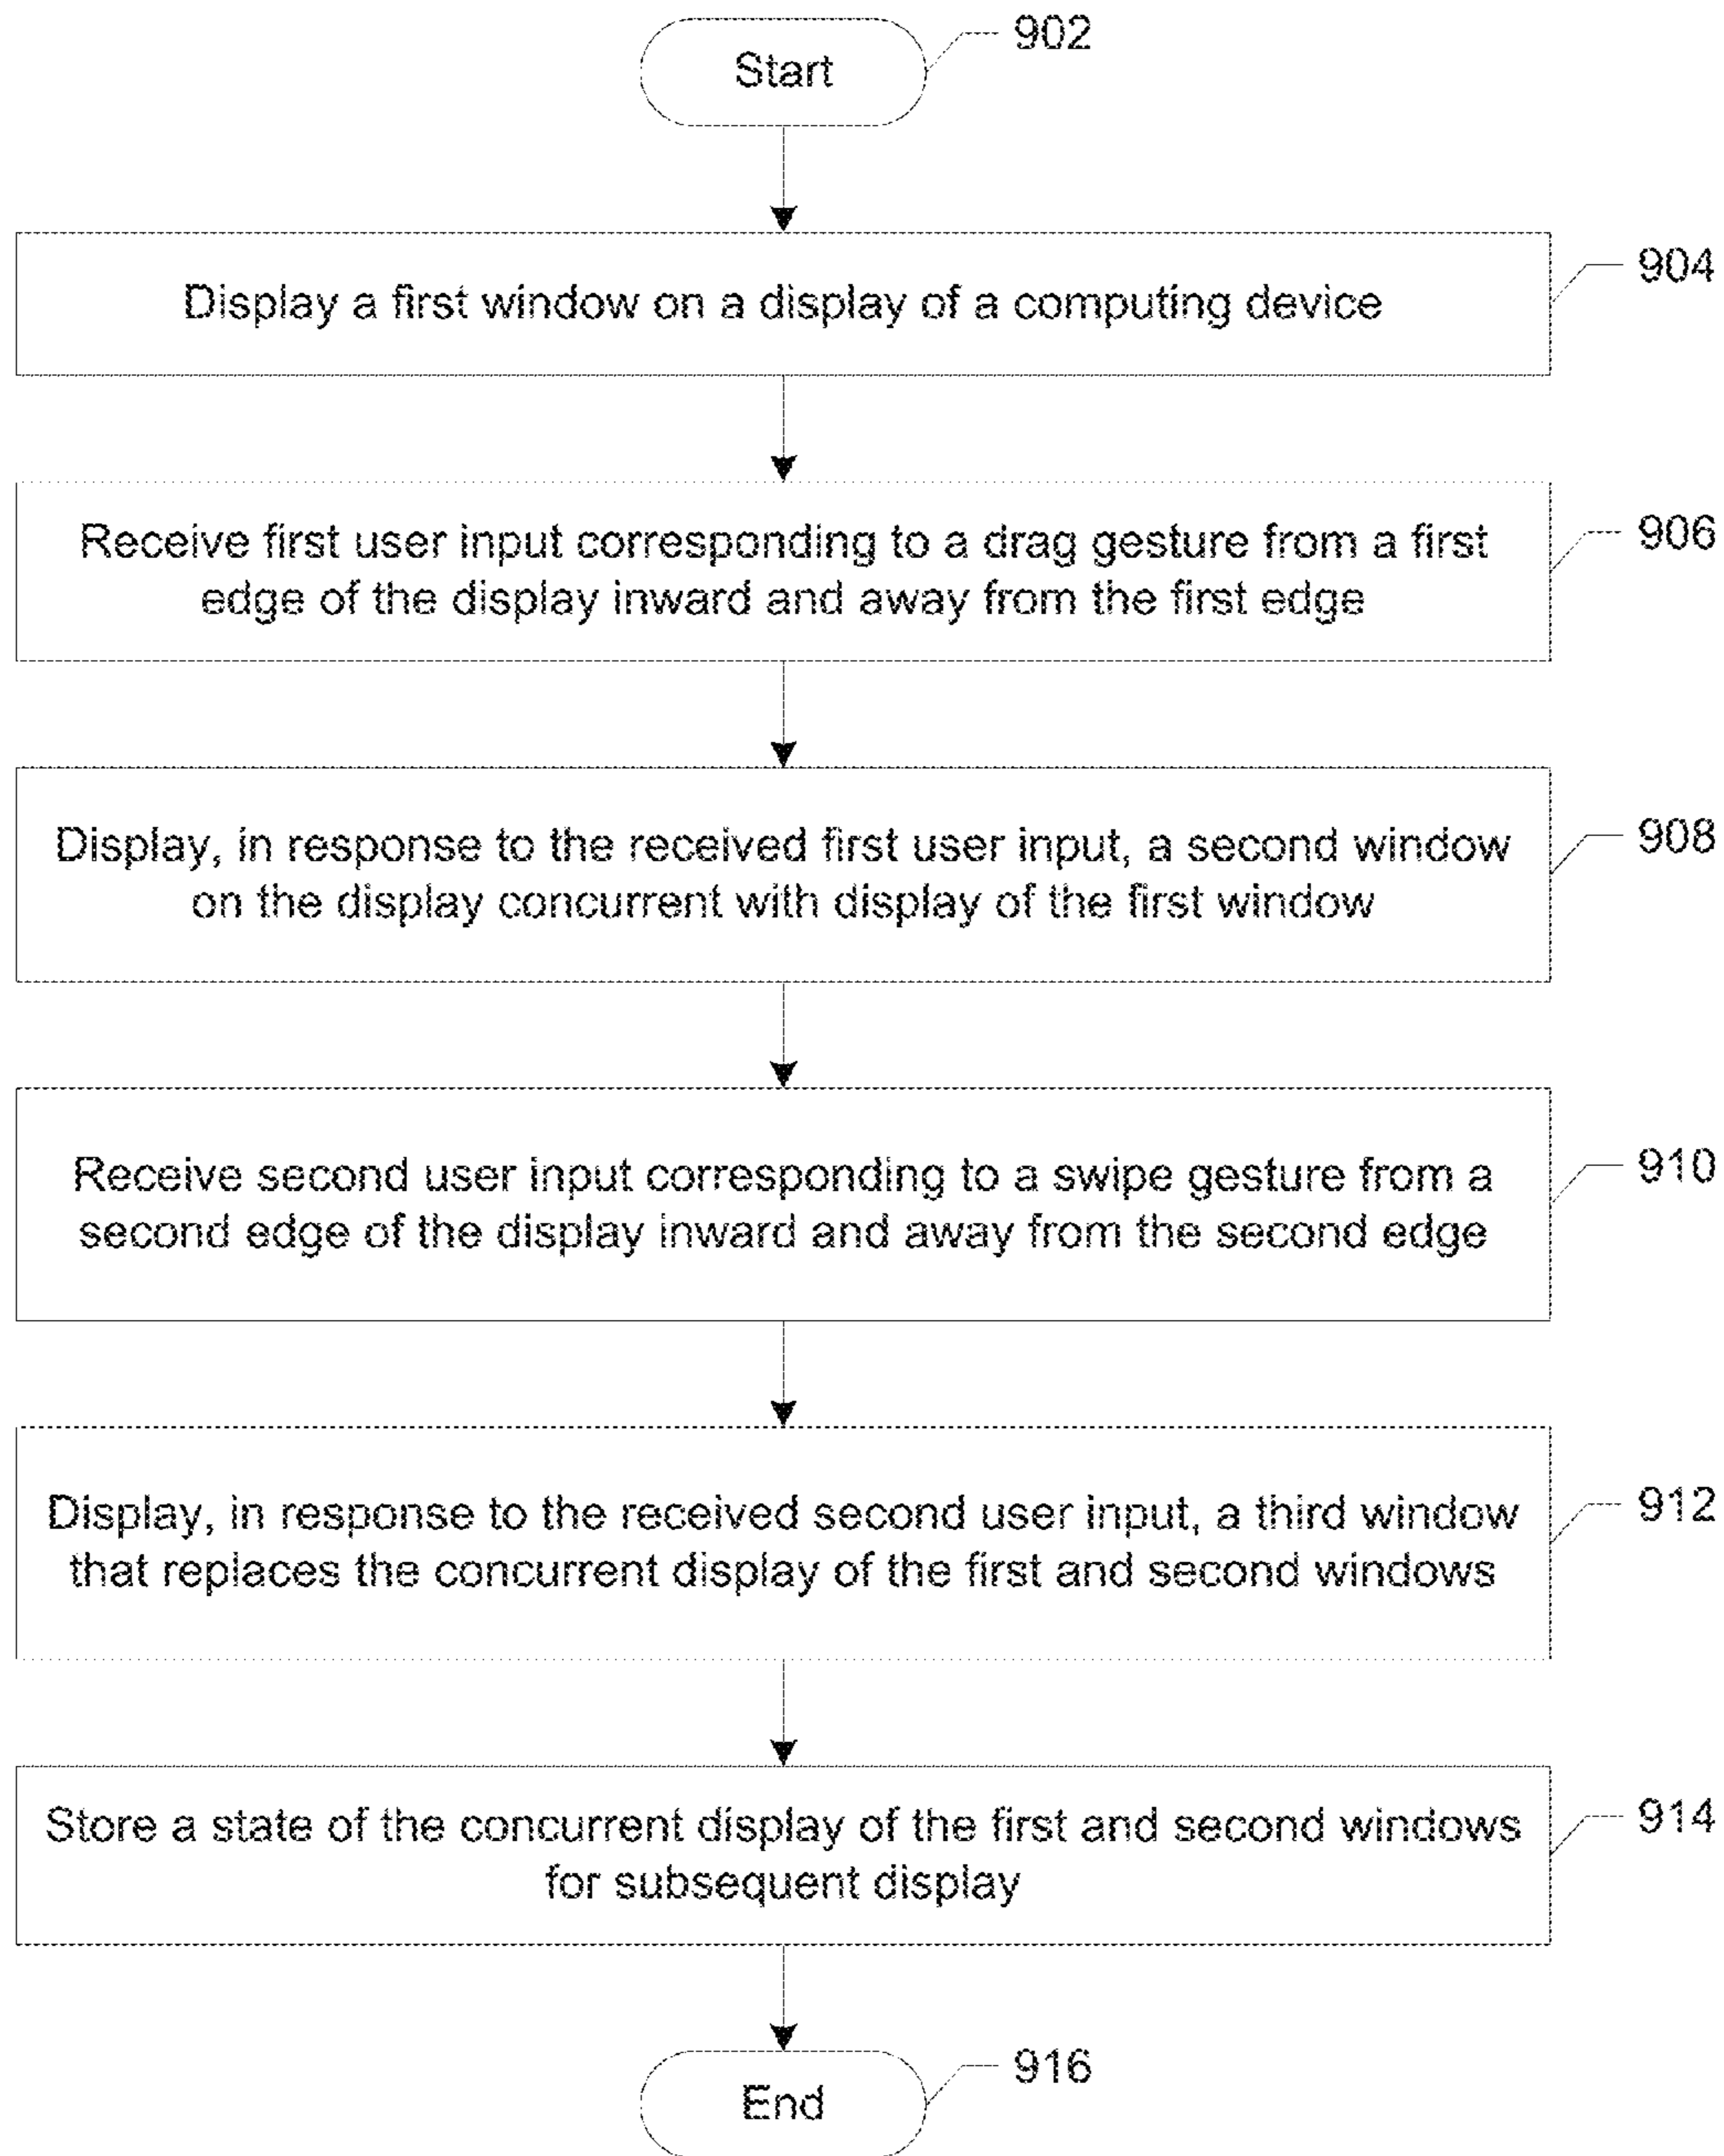 Start
902
Display a first window on a display of a computing device
904
Receive first user input corresponding to a drag gesture from a first
edge of the display inward and away from the first edge
906
Display, in response to the received first user input, a second window
on the display concurrent with display of the first window
908
Receive second user input corresponding to a swipe gesture from a
second edge of the display inward and away from the second edge
910
Display, in response to the received second user input, a third window
that replaces the concurrent display of the first and second windows
912
Store a state of the concurrent display of the first and second windows
for subsequent display
914
End
916